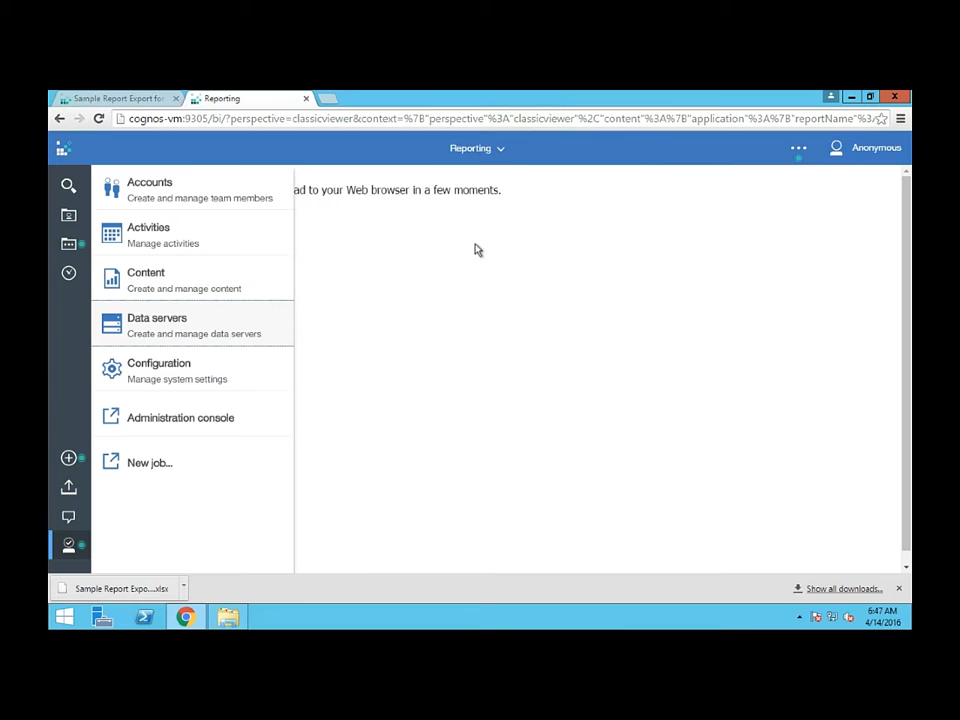 Sample Report Export for
Reporting
cognos-vm:9305/bi/?perspective=classicviewer&context=%7B"perspective"%3A"classicviewer"%2C"content"%3A%7B"application"%3A%7B"reportName"%3
Reporting
Anonymous
Accounts
Create and manage team members
ad to your Web browser in a few moments.
Activities
Manage activities
Content
Create and manage content
Data servers
Create and manage data servers
Configuration
Manage system settings
Administration console
New job...
Sample Report Expo....xlsx
Show all downloads...
6:47 AM
4/14/2016